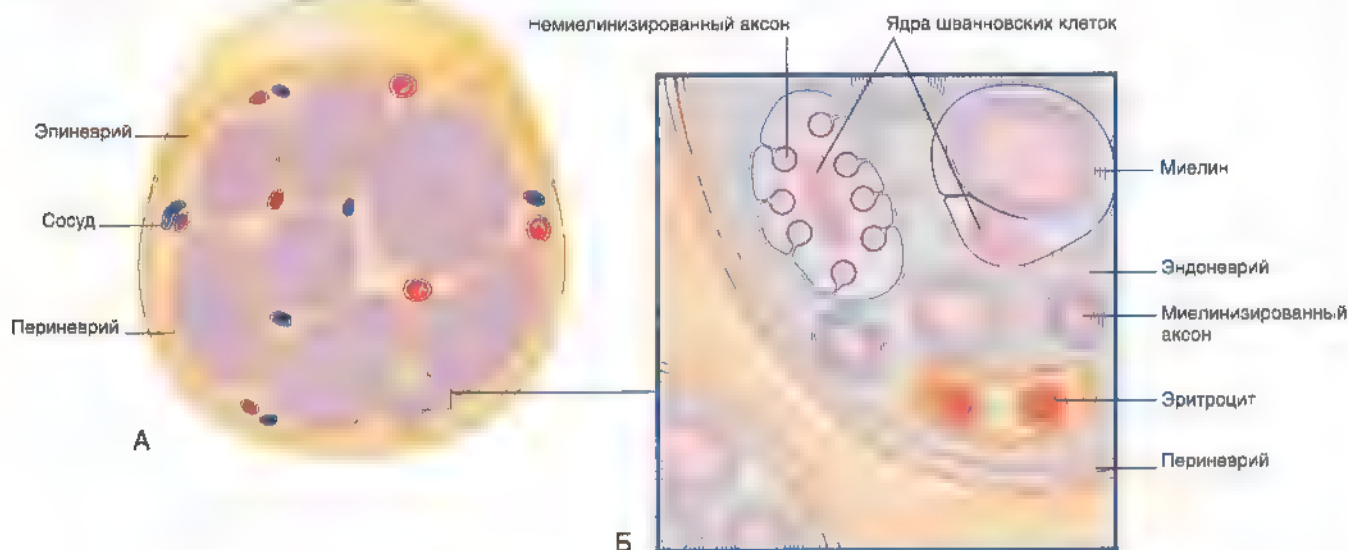 Немиелинизированный аксон
Ядра шванновских клеток
Эпиневрий
Сосуд
Периневрий
А
Миелин
Эндоневрий
Миелинизированный
аксон
Эритроцит
Периневрий
Б